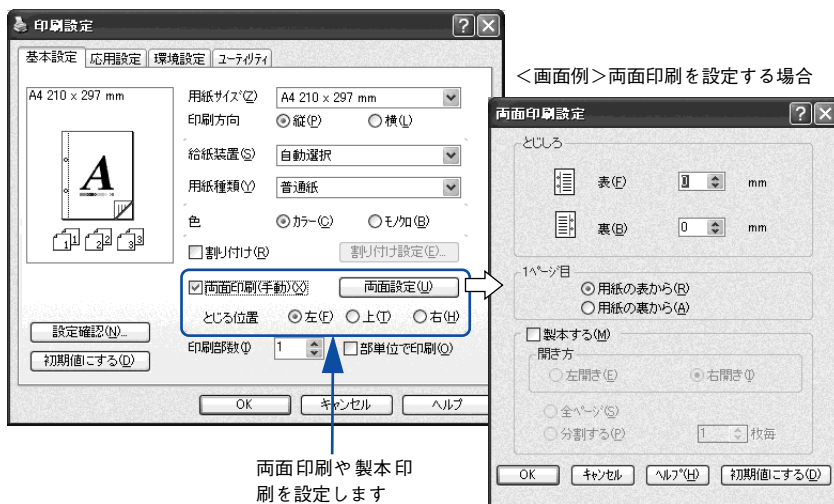 印刷設定
基本設定 応用設定 環境設定 ユーティリティ
A4 210 x 297 mm
A
1 1 2 2 3 3
設定確認(N)...
初期値にする(D)
用紙サイズ(Z) A4 210 x 297 mm
印刷方向 縦(P) 横(L)
給紙装置(S) 自動選択
用紙種類(Y) 普通紙
色 カラー(C) モノクロ(B)
割り付け(R) 割り付け設定(E)...
両面印刷(手動)(X) 両面設定(U)
とじる位置 左(F) 上(T) 右(H)
印刷部数(I) 1 部単位で印刷(O)
OK キャンセル ヘルプ
両面印刷や製本印
刷を設定します
<画面例>両面印刷を設定する場合
両面印刷設定
とじしろ
表(F) 0 mm
裏(B) 0 mm
1ページ目
用紙の表から(R)
用紙の裏から(A)
製本する(M)
開き方
左開き(E) 右開き(I)
全ページ(S)
分割する(P) 1 枚毎
OK キャンセル ヘルプ(H) 初期値にする(D)